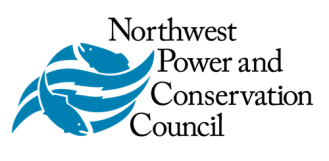 Northwest
Power and
Conservation
Council